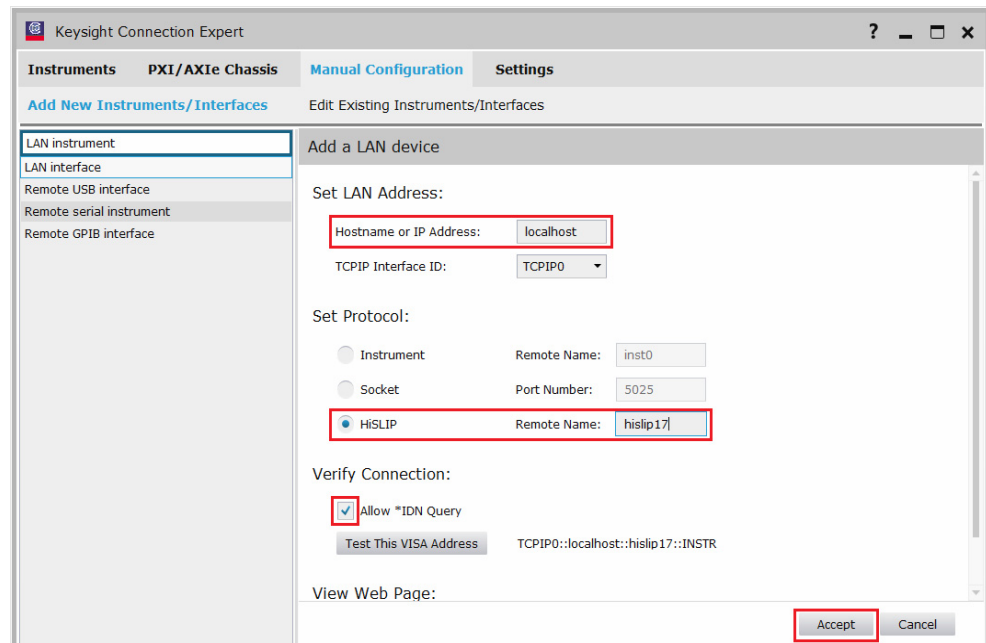 Keysight Connection Expert
? 
Instruments PXI/AXIe Chassis Manual Configuration Settings
Add New Instruments/Interfaces Edit Existing Instruments/Interfaces
LAN instrument
LAN interface
Remote USB interface
Remote serial instrument
Remote GPIB interface
Add a LAN device
Set LAN Address:
Hostname or IP Address: localhost
TCPIP Interface ID: TCPIP0
Set Protocol:
Instrument Remote Name: inst0
Socket Port Number: 5025
HiSLIP Remote Name: hislip17
Verify Connection:
Allow *IDN Query
Test This VISA Address TCPIP0::localhost::hislip17::INSTR
View Web Page:
Accept Cancel